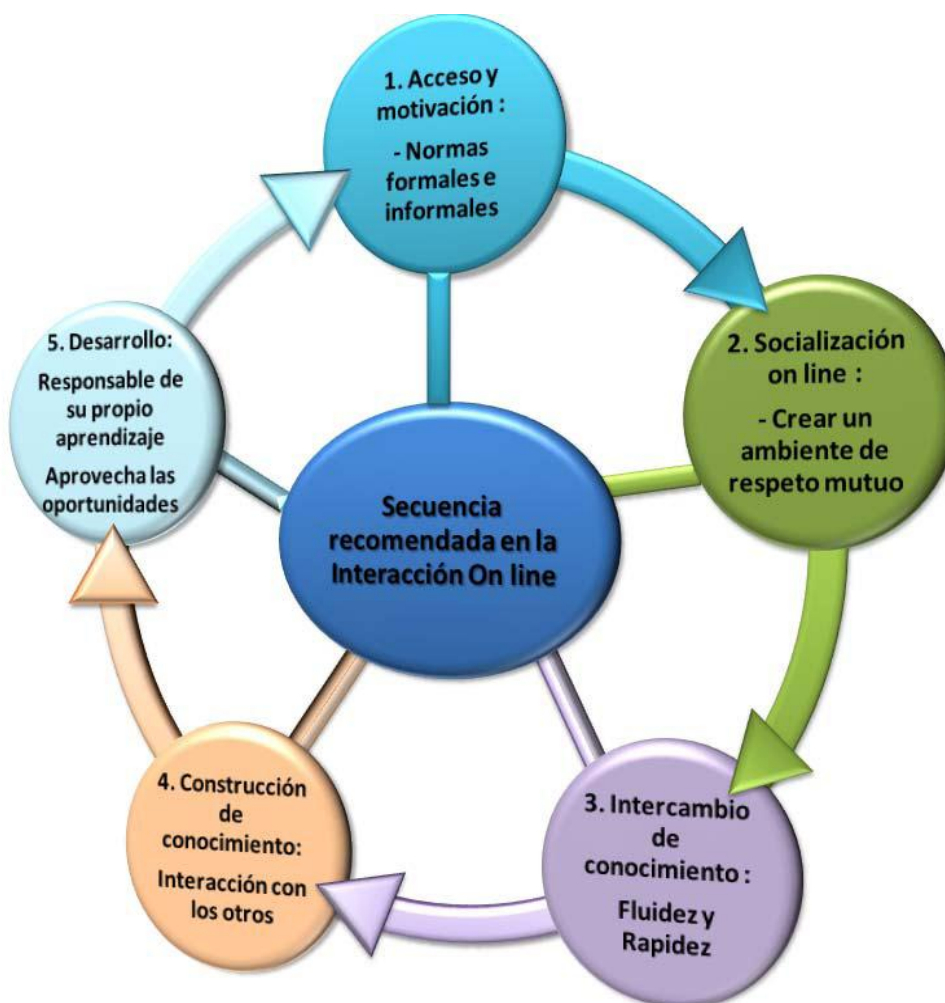 1. Acceso y
motivación :
- Normas
formales e
informales
2. Socialización
on line :
- Crear un
ambiente de
respeto mutuo
3. Intercambio
de
conocimiento :
Fluidez y
Rapidez
4. Construcción
de
conocimiento:
Interacción con
los otros
5. Desarrollo:
Responsable de
su propio
aprendizaje
Aprovecha las
oportunidades
Secuencia
recomendada en la
Interacción On line